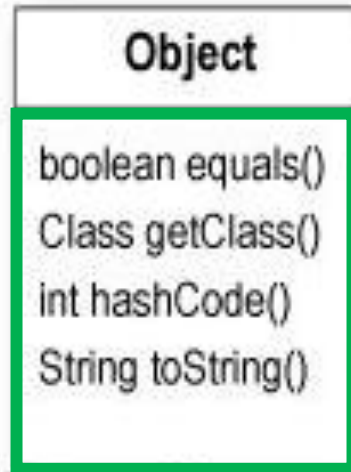 Object
boolean equals()
Class getClass()
int hashCode()
String toString()